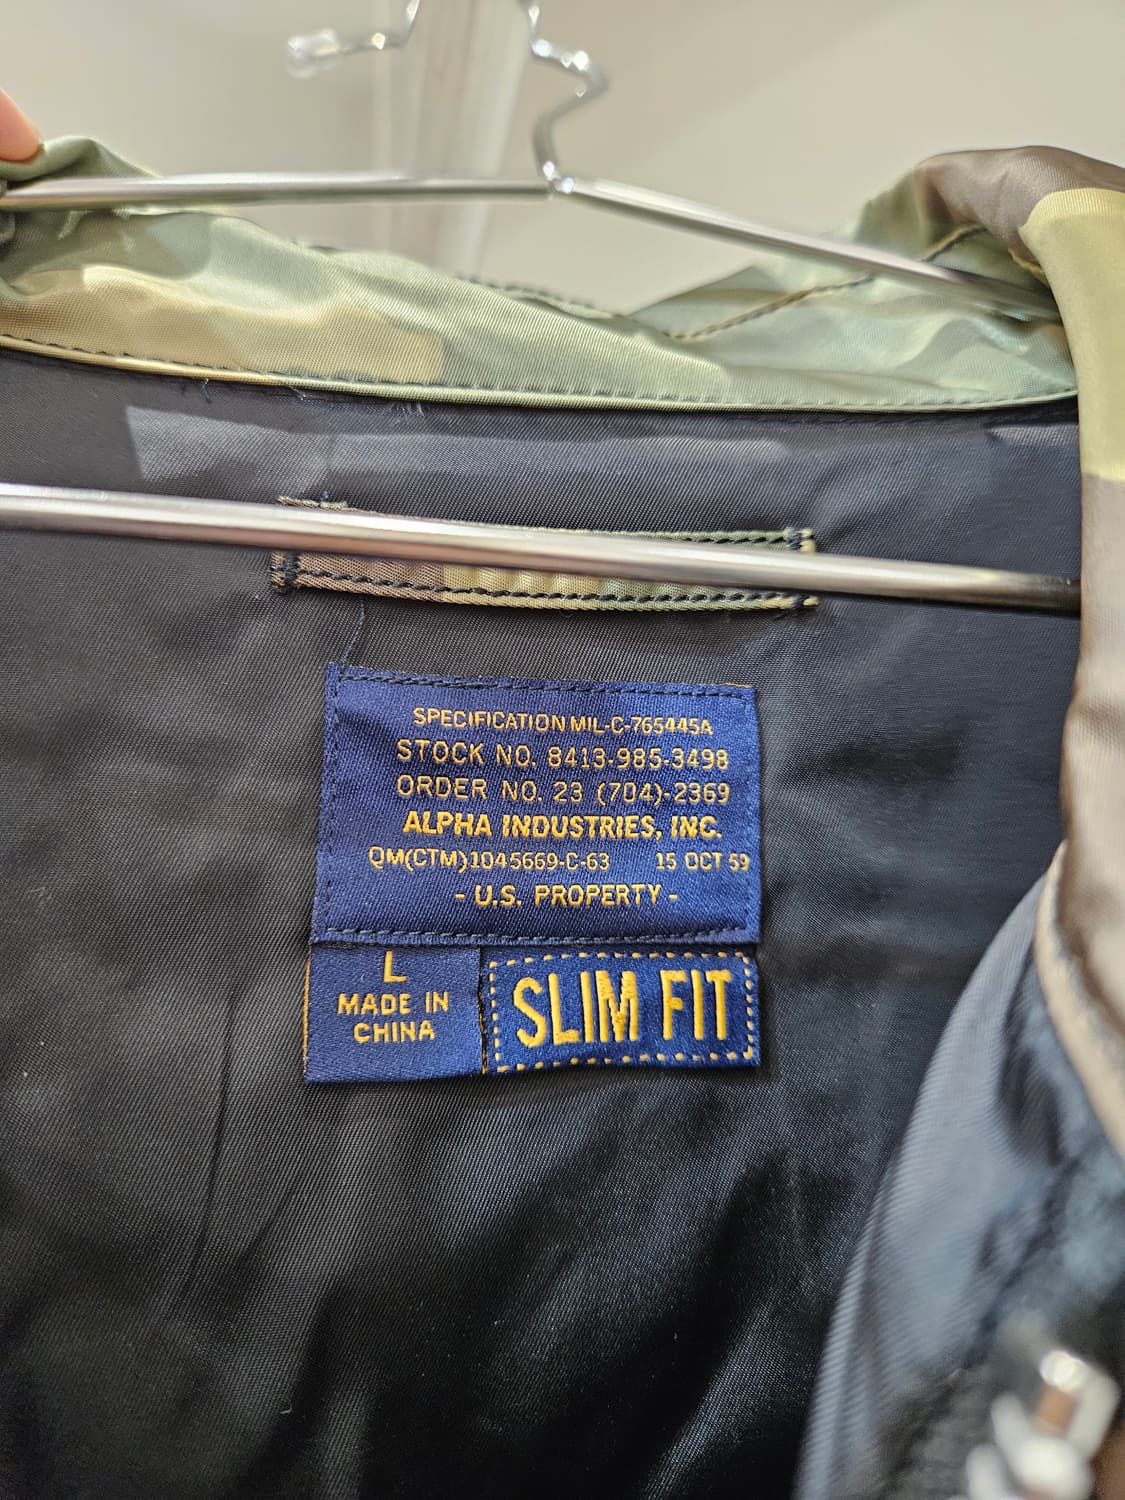 SPECIFICATION MIL-C-765445A
STOCK NO. 8413-985-3498
ORDER NO. 23 (704)-2369
ALPHA INDUSTRIES, INC.
QM(CTM)1045669-C-63 15 OCT 59
- U.S. PROPERTY -
L
MADE IN
CHINA
SLIM FIT